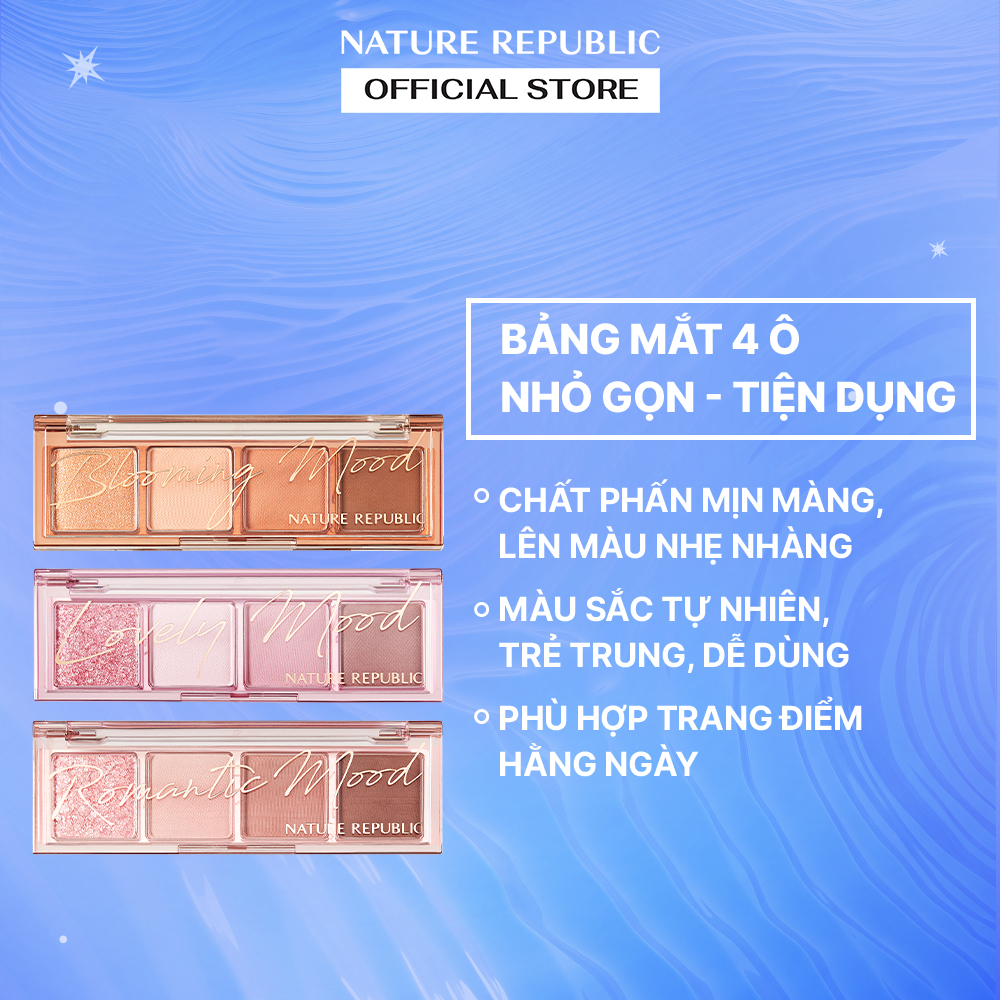 NATURE REPUBLIC
OFFICIAL STORE
BẢNG MẮT 4 Ô
NHỎ GỌN - TIỆN DỤNG
Blooming Mood
NATURE REPUBLIC
Lovely Mood
NATURE REPUBLIC
Romantic Mood
NATURE REPUBLIC
CHẤT PHẤN MỊN MÀNG,
LÊN MÀU NHẸ NHÀNG
MÀU SẮC TỰ NHIÊN,
TRẺ TRUNG, DỄ DÙNG
PHÙ HỢP TRANG ĐIỂM
HẰNG NGÀY